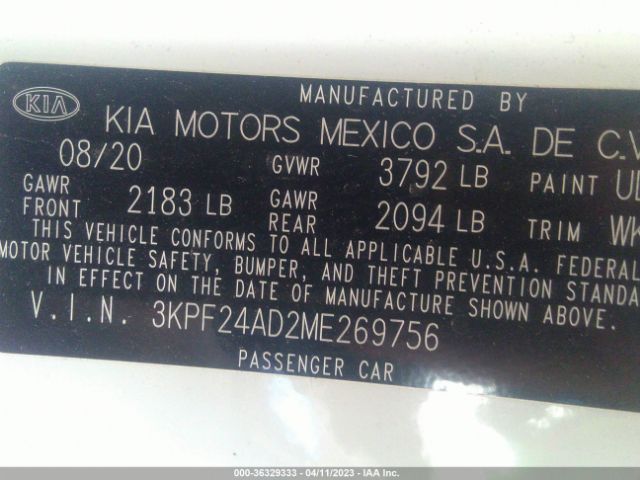 MANUFACTURED BY
KIA KIA MOTORS MEXICO S.A. DE C.V
08/20 GVWR 3792 LB PAINT
GAWR FRONT 2183 LB GAWR REAR 2094 LB TRIM WK
THIS VEHICLE CONFORMS TO ALL APPLICABLE U.S.A. FEDERAL
MOTOR VEHICLE SAFETY, BUMPER, AND THEFT PREVENTION STANDA
IN EFFECT ON THE DATE OF MANUFACTURE SHOWN ABOVE.
V.I.N. 3KPF24AD2ME269756
PASSENGER CAR
000-36329333 - 04/11/2023 - IAA Inc.